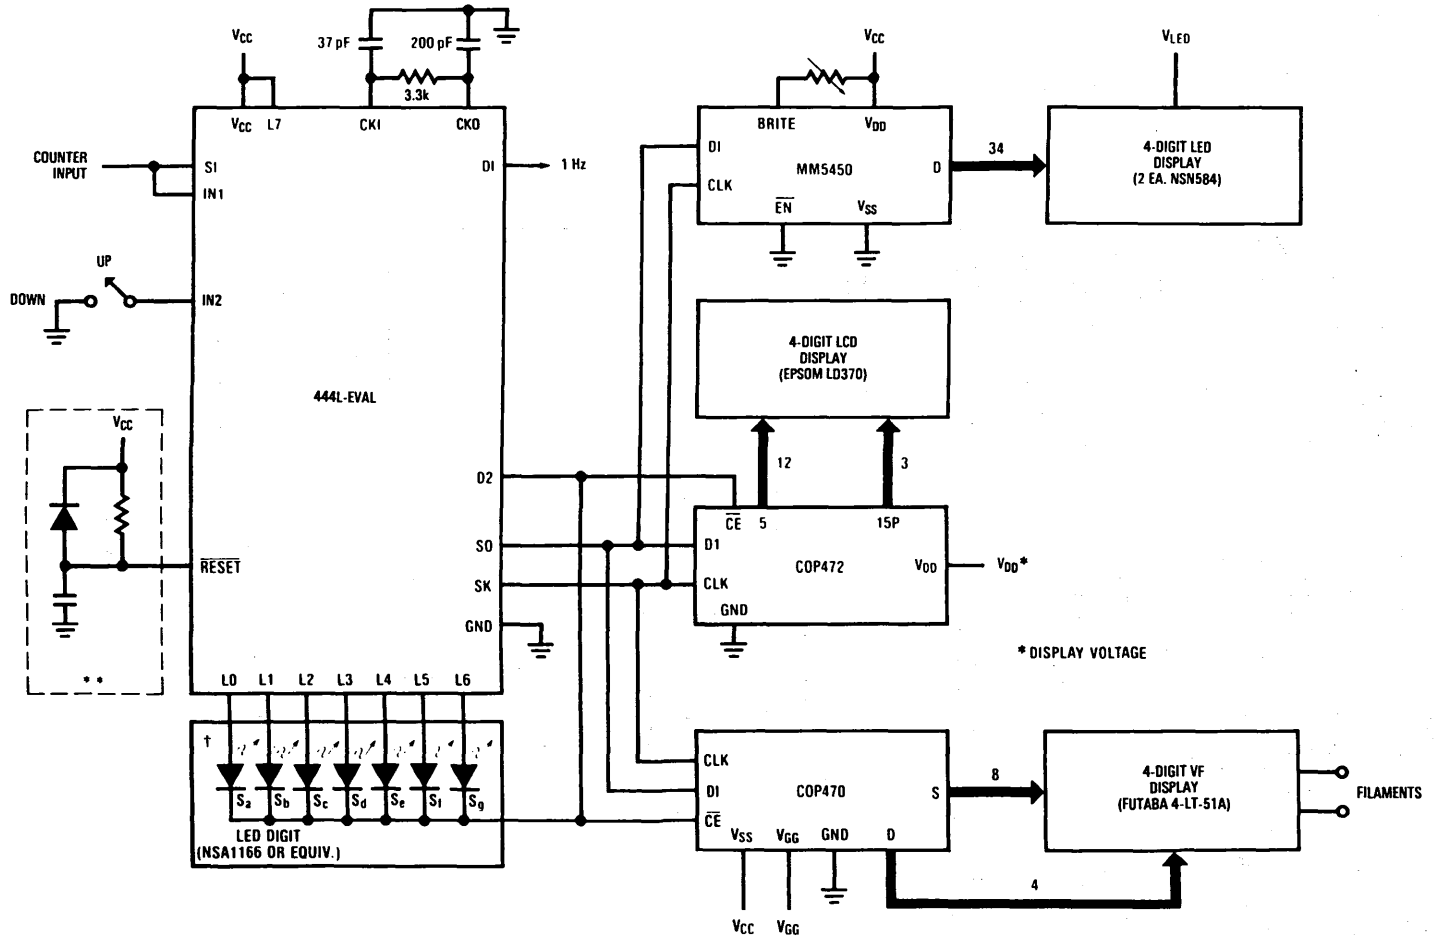 37 pF
200 pF
3.3k
VCC
VCC
L7
CKI
CKO
COUNTER
INPUT
SI
IN1
DI
1 Hz
UP
DOWN
IN2
444L-EVAL
VCC
RESET
**
D2
SO
SK
GND
L0 L1 L2 L3 L4 L5 L6
†
Sa Sb Sc Sd Se Sf Sg
LED DIGIT
(NSA1166 OR EQUIV.)
VCC
BRITE
VDD
DI
MM5450
D
CLK
EN
VSS
34
VLED
4-DIGIT LED
DISPLAY
(2 EA. NSN584)
4-DIGIT LCD
DISPLAY
(EPSOM LD370)
12
3
CE
5
15P
D1
COP472
VDD
VDD*
CLK
GND
*DISPLAY VOLTAGE
CLK
DI
COP470
S
CE
VSS
VGG
GND
D
VCC
VGG
8
4
4-DIGIT VF
DISPLAY
(FUTABA 4-LT-51A)
FILAMENTS